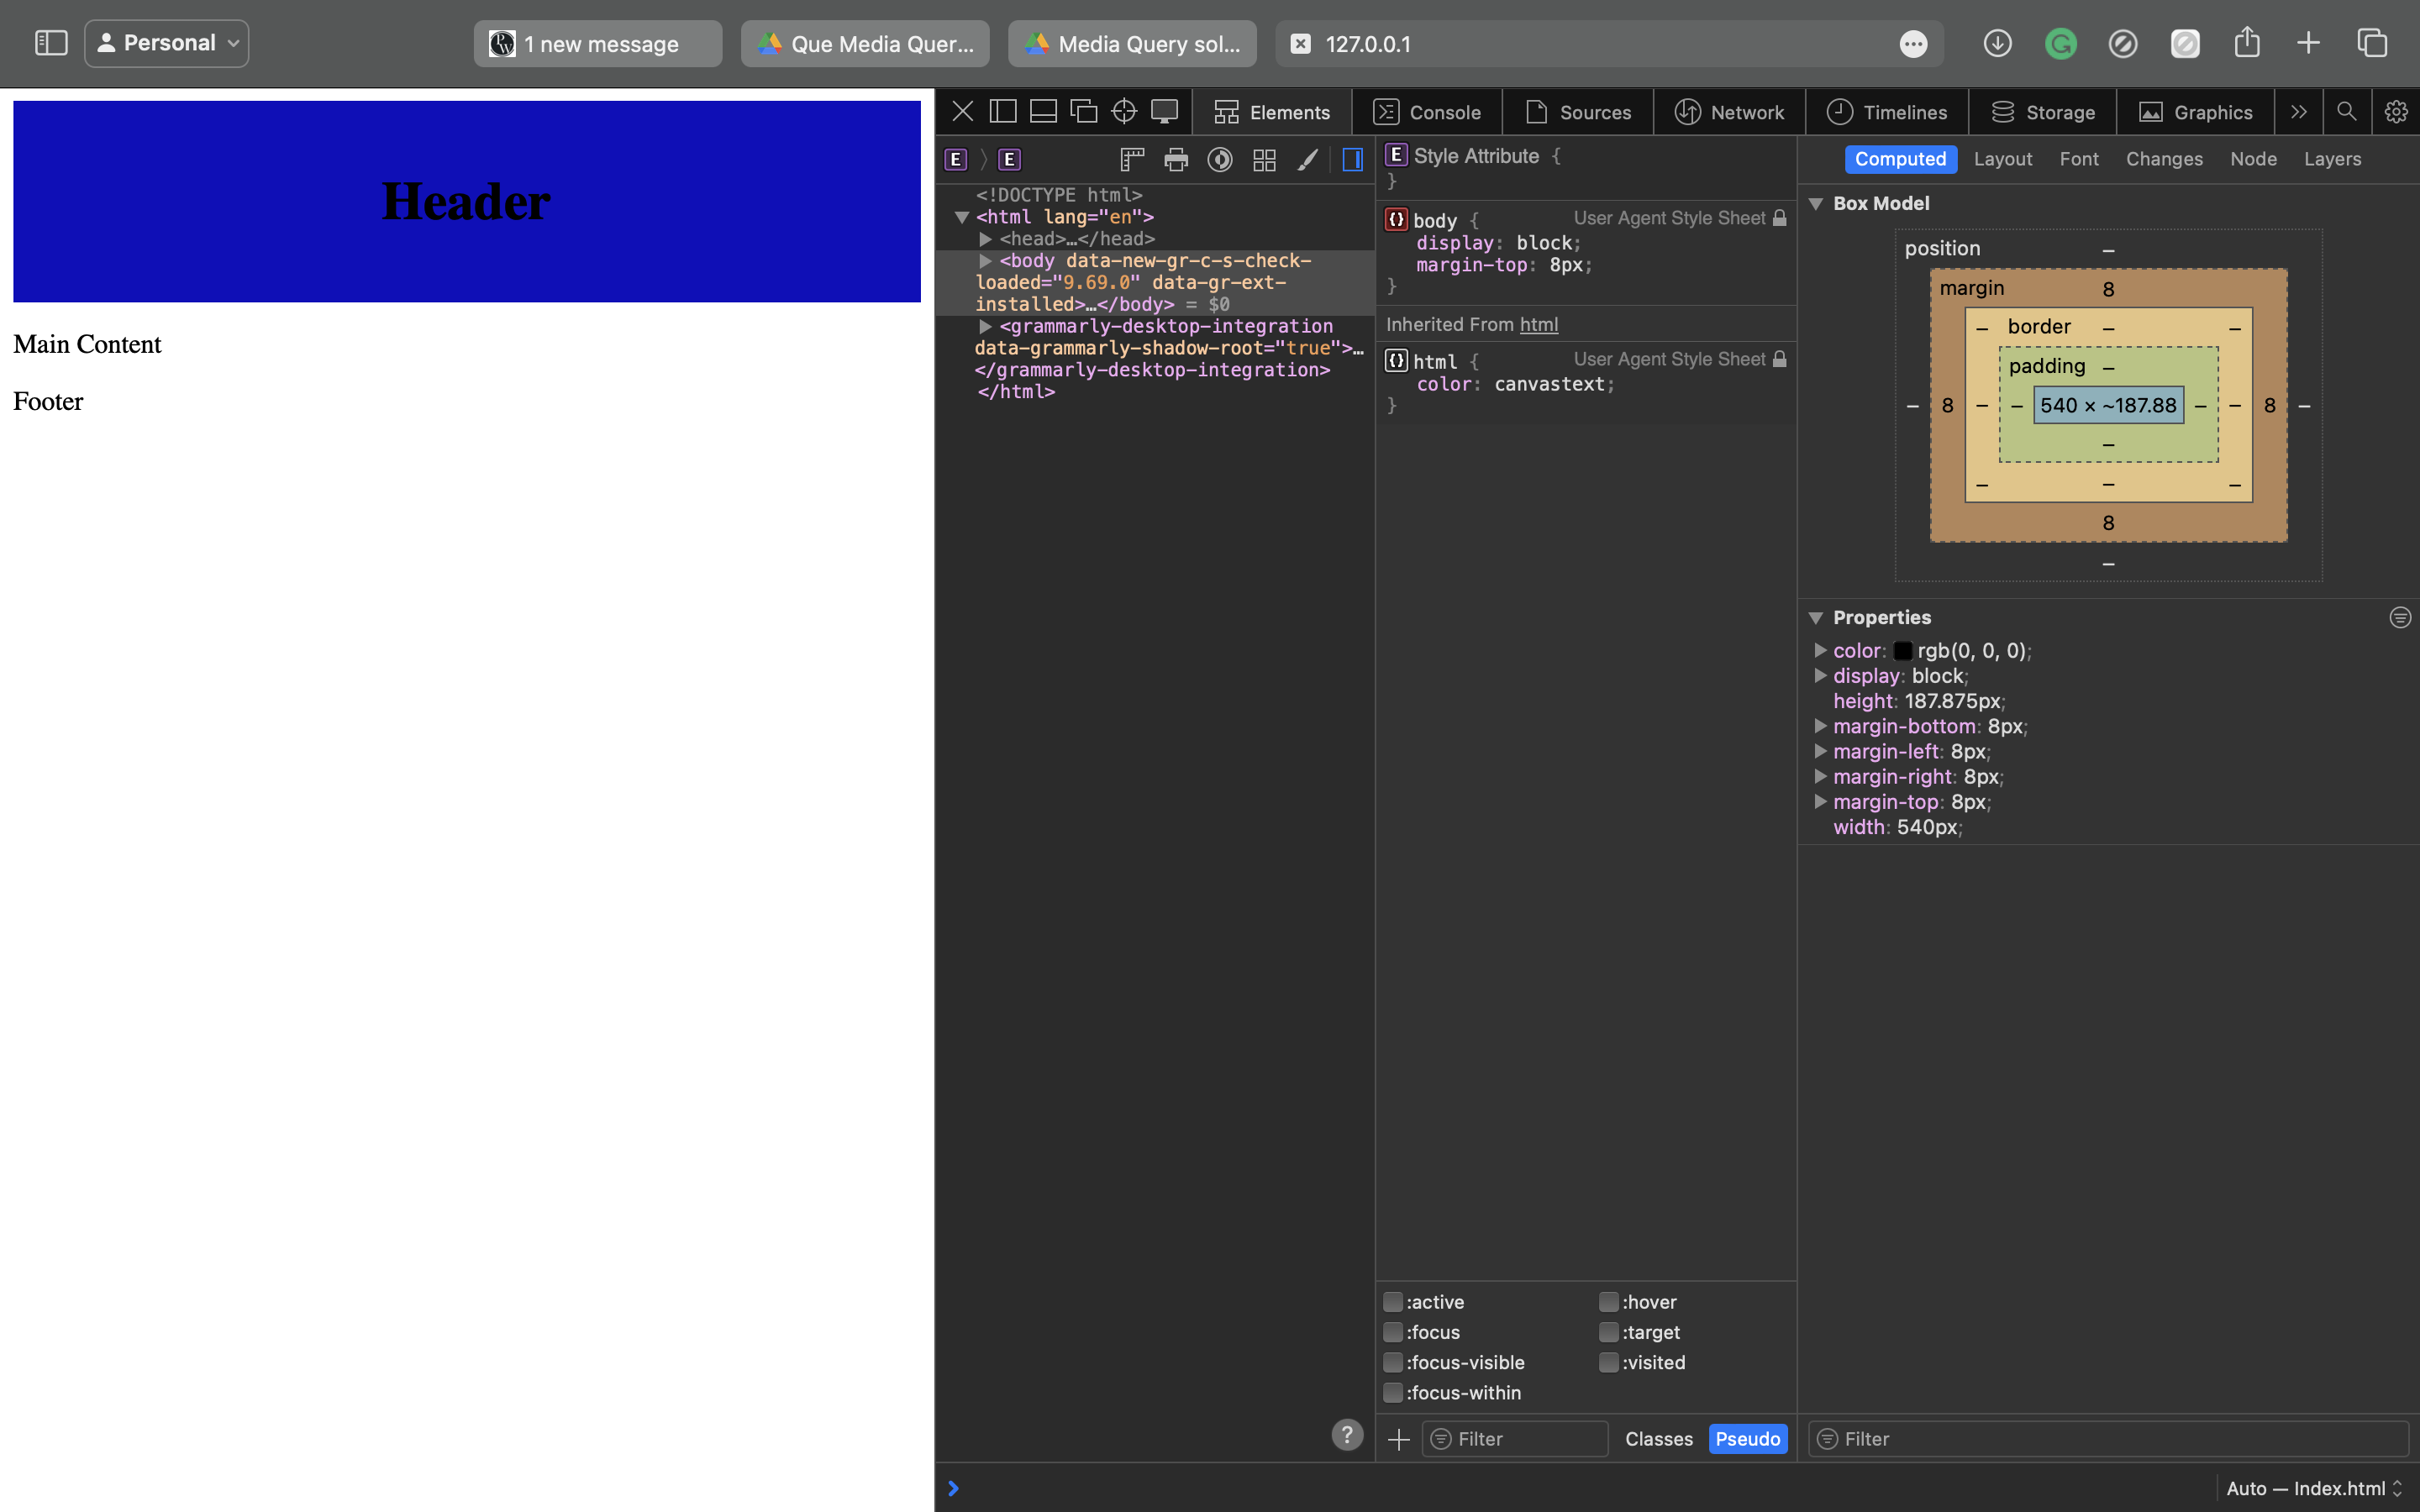 Personal
1 new message
Que Media Quer...
Media Query sol...
127.0.0.1
Header
Main Content
Footer
Elements
Console
Sources
Network
Timelines
Storage
Graphics
E
E
<!DOCTYPE html>
<html lang="en">
<head>…</head>
<body data-new-gr-c-s-check-
loaded="9.69.0" data-gr-ext-
installed>…</body> = $0
<grammarly-desktop-integration
data-grammarly-shadow-root="true">…
</grammarly-desktop-integration>
</html>
E Style Attribute {
}
{} body { User Agent Style Sheet
display: block;
margin-top: 8px;
}
Inherited From html
{} html { User Agent Style Sheet
color: canvastext;
}
:active
:hover
:focus
:target
:focus-visible
:visited
:focus-within
?
Filter
Classes
Pseudo
Computed
Layout
Font
Changes
Node
Layers
Box Model
position –
margin 8
– border – –
padding –
– 8 – – 540 × ~187.88 – – 8 –
–
– – –
8
–
Properties
color: rgb(0, 0, 0);
display: block;
height: 187.875px;
margin-bottom: 8px;
margin-left: 8px;
margin-right: 8px;
margin-top: 8px;
width: 540px;
Filter
Auto — Index.html